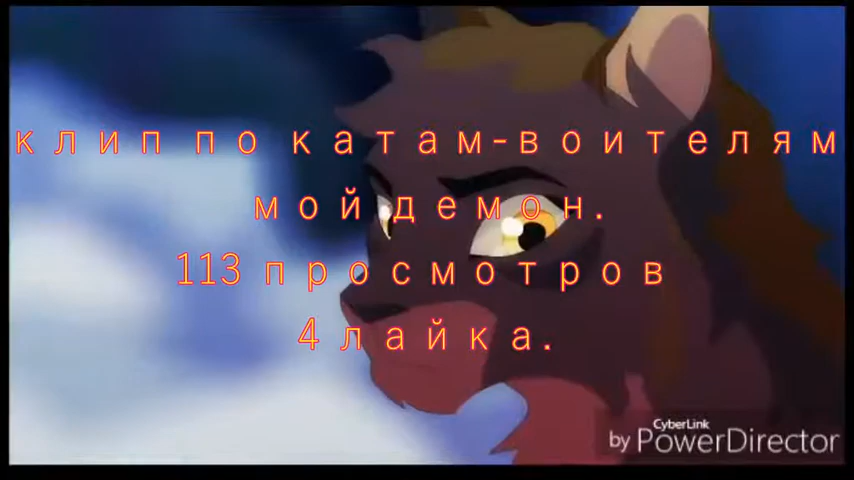 клип по катам-воителям
мой демон.
113 просмотров
4 лайка.
CyberLink
by PowerDirector